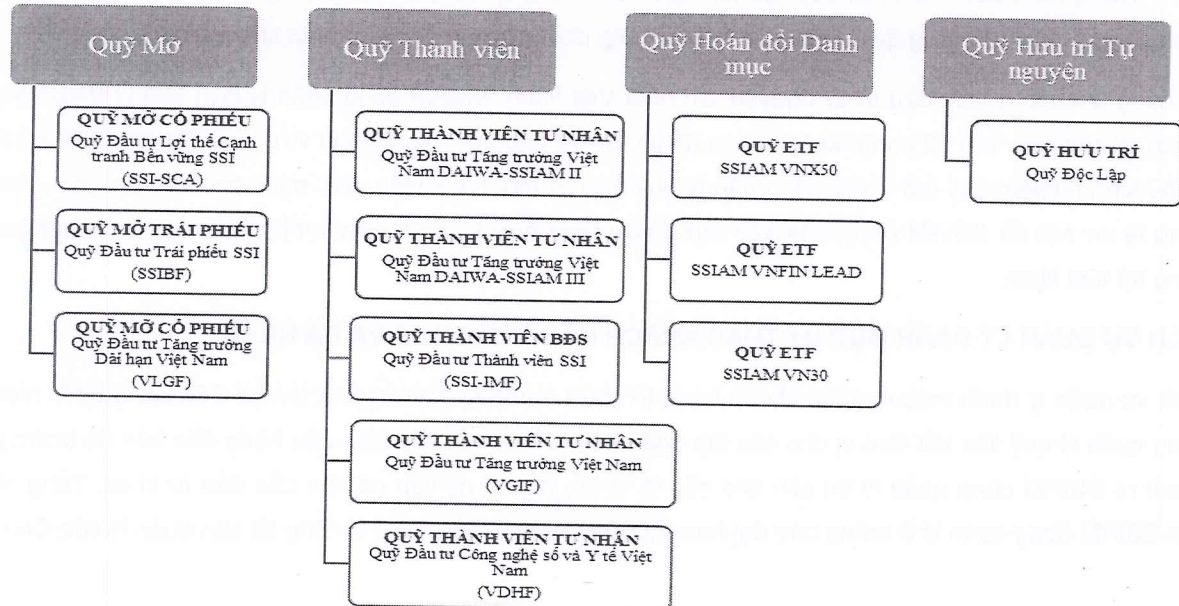 Quỹ Mở
QUỸ MỞ CỔ PHIẾU
Quỹ Đầu tư Lợi thế Cạnh
tranh Bền vững SSI
(SSI-SCA)
QUỸ MỞ TRÁI PHIẾU
Quỹ Đầu tư Trái phiếu SSI
(SSIBF)
QUỸ MỞ CỔ PHIẾU
Quỹ Đầu tư Tăng trưởng
Dài hạn Việt Nam
(VLGF)
Quỹ Thành viên
QUỸ THÀNH VIÊN TƯ NHÂN
Quỹ Đầu tư Tăng trưởng Việt
Nam DAIWA-SSIAM II
QUỸ THÀNH VIÊN TƯ NHÂN
Quỹ Đầu tư Tăng trưởng Việt
Nam DAIWA-SSIAM III
QUỸ THÀNH VIÊN BĐS
Quỹ Đầu tư Thành viên SSI
(SSI-IMF)
QUỸ THÀNH VIÊN TƯ NHÂN
Quỹ Đầu tư Tăng trưởng Việt Nam
(VGIF)
QUỸ THÀNH VIÊN TƯ NHÂN
Quỹ Đầu tư Công nghệ số và Y tế Việt
Nam
(VDHF)
Quỹ Hoán đổi Danh
mục
QUỸ ETF
SSIAM VNX50
QUỸ ETF
SSIAM VNFIN LEAD
QUỸ ETF
SSIAM VN30
Quỹ Hưu trí Tự
nguyện
QUỸ HƯU TRÍ
Quỹ Độc Lập